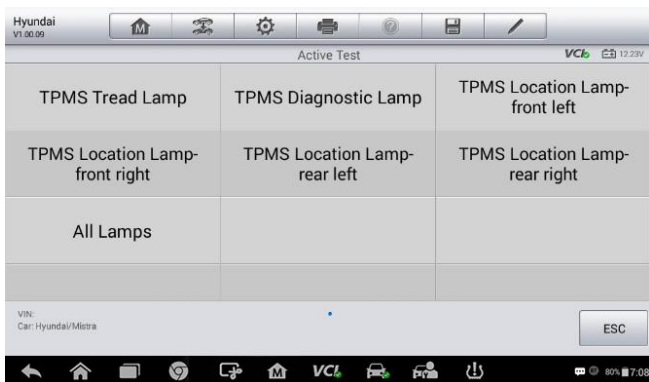 Hyundai
V1.00.09
Active Test
VCI
12.23V
TPMS Tread Lamp
TPMS Diagnostic Lamp
TPMS Location Lamp-
front left
TPMS Location Lamp-
front right
TPMS Location Lamp-
rear left
TPMS Location Lamp-
rear right
All Lamps
VIN:
Car: Hyundai/Mistra
ESC
VCI
80%
7:08